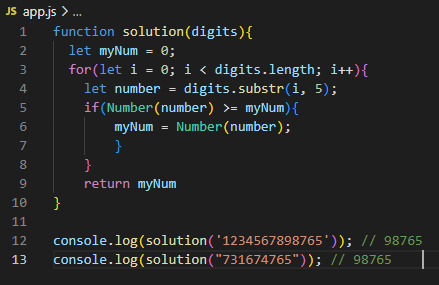 JS app.js > ...
1 function solution(digits){
2 let myNum = 0;
3 for(let i = 0; i < digits.length; i++){
4 let number = digits.substr(i, 5);
5 if(Number(number) >= myNum){
6 myNum = Number(number);
7 }
8 }
9 return myNum
10 }
11
12 console.log(solution('1234567898765')); // 98765
13 console.log(solution("731674765")); // 98765